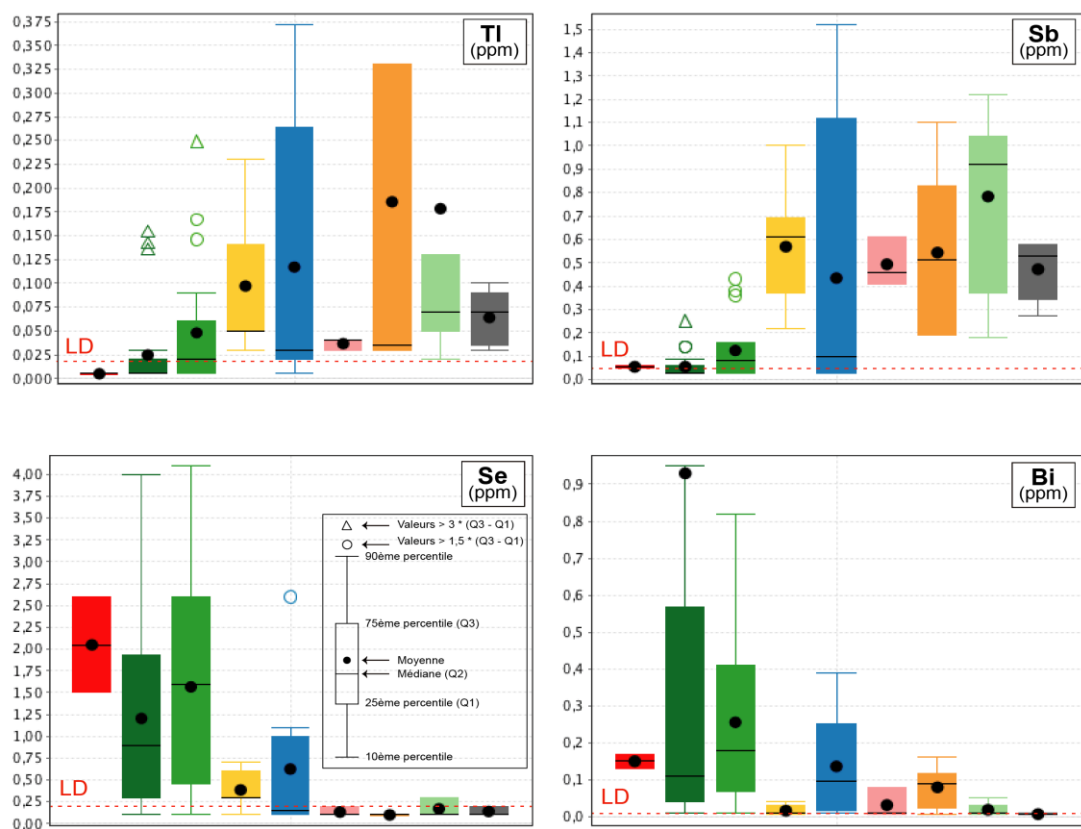 Tl
(ppm)
0,375
0,350
0,325
0,300
0,275
0,250
0,225
0,200
0,175
0,150
0,125
0,100
0,075
0,050
0,025
0,000
LD
Sb
(ppm)
1,5
1,4
1,3
1,2
1,1
1,0
0,9
0,8
0,7
0,6
0,5
0,4
0,3
0,2
0,1
0,0
LD
Se
(ppm)
4,00
3,75
3,50
3,25
3,00
2,75
2,50
2,25
2,00
1,75
1,50
1,25
1,00
0,75
0,50
0,25
0,00
LD
Valeurs > 3 * (Q3 - Q1)
Valeurs > 1,5 * (Q3 - Q1)
90ème percentile
75ème percentile (Q3)
Moyenne
Médiane (Q2)
25ème percentile (Q1)
10ème percentile
Bi
(ppm)
0,9
0,8
0,7
0,6
0,5
0,4
0,3
0,2
0,1
0,0
LD